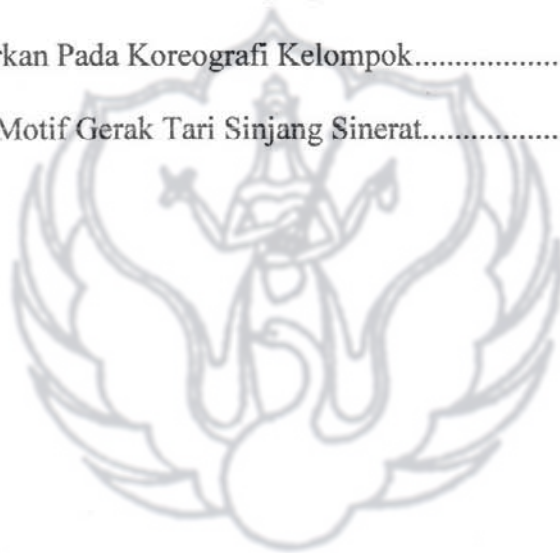 rkan Pada Koreografi Kelompok..................
Motif Gerak Tari Sinjang Sinerat.................